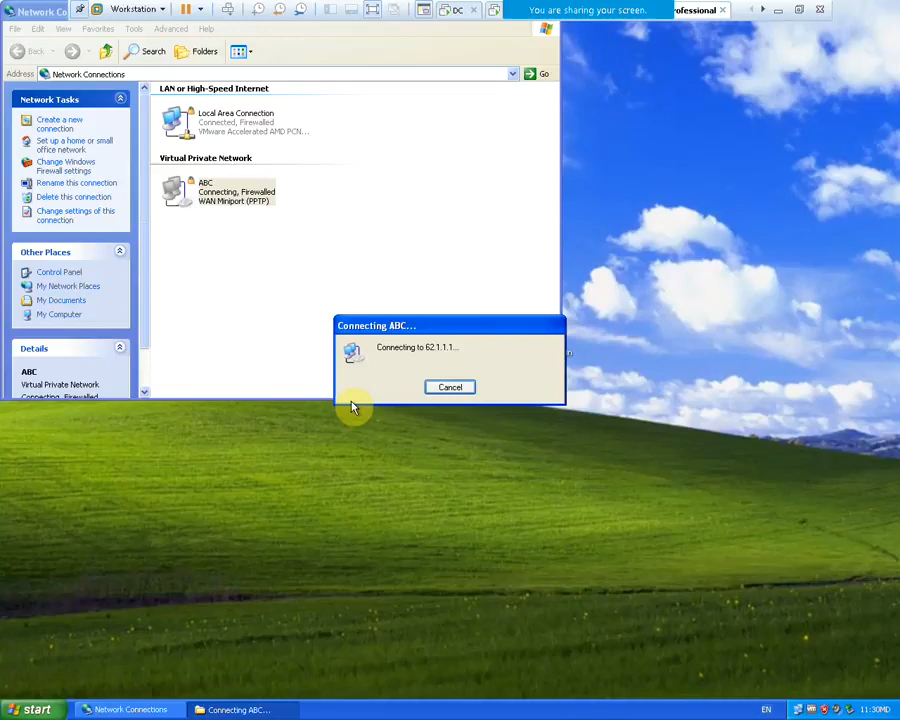 Network Co
Workstation
DC
You are sharing your screen.
rofessional
File Edit View Favorites Tools Advanced Help
Back Search Folders
Address Network Connections Go
Network Tasks
Create a new
connection
Set up a home or small
office network
Change Windows
Firewall settings
Rename this connection
Delete this connection
Change settings of this
connection
Other Places
Control Panel
My Network Places
My Documents
My Computer
Details
ABC
Virtual Private Network
Connecting, Firewalled
LAN or High-Speed Internet
Local Area Connection
Connected, Firewalled
VMware Accelerated AMD PCN...
Virtual Private Network
ABC
Connecting, Firewalled
WAN Miniport (PPTP)
Connecting ABC...
Connecting to 62.1.1.1...
Cancel
start Network Connections Connecting ABC... EN 11:30MD